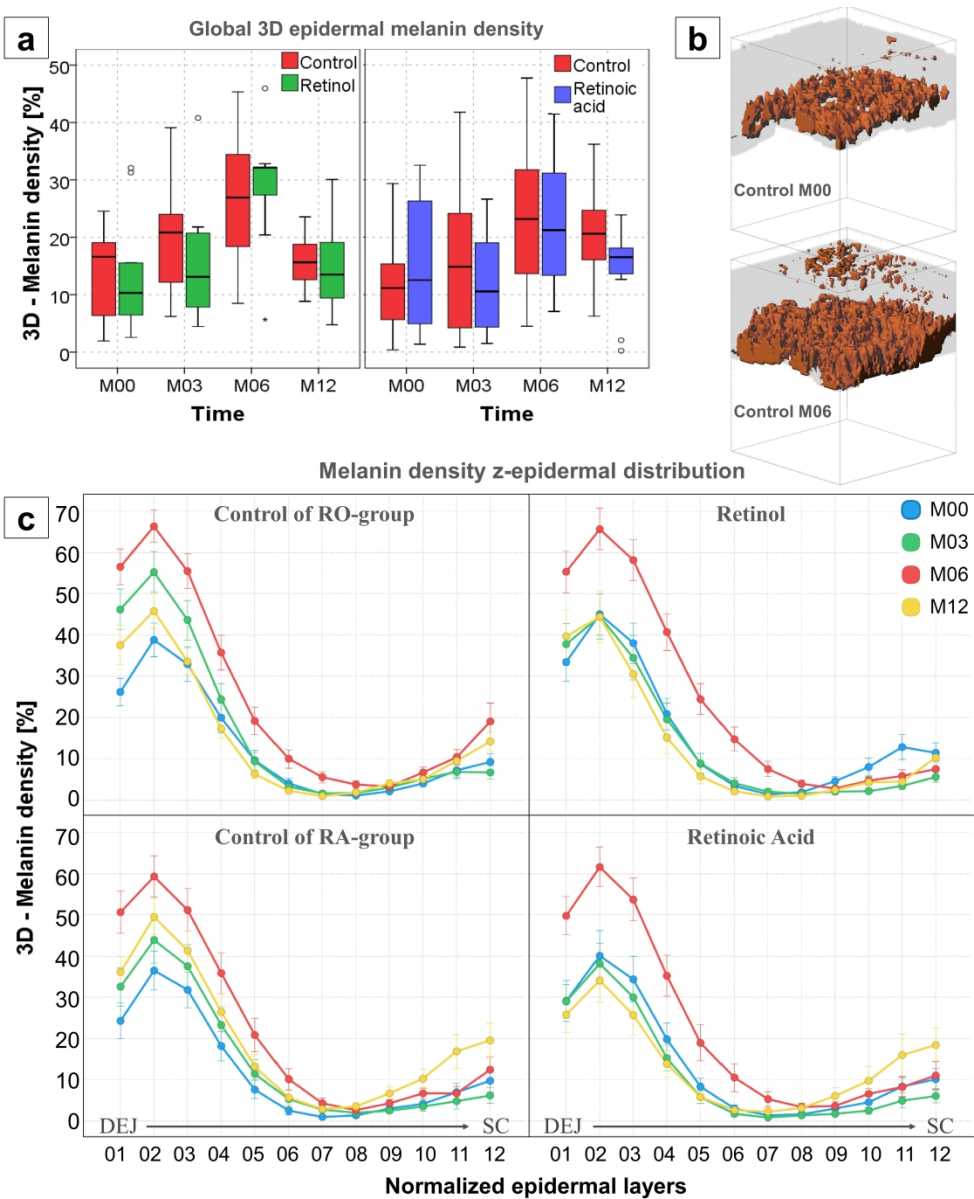 a
Global 3D epidermal melanin density
b
3D - Melanin density [%]
50
40
30
20
10
0
Control
Retinol
Control
Retinoic
acid
M00 M03 M06 M12
M00 M03 M06 M12
Time
Time
Control M00
Control M06
Melanin density z-epidermal distribution
c
3D - Melanin density [%]
Control of RO-group
Retinol
M00
M03
M06
M12
70
60
50
40
30
20
10
0
Control of RA-group
Retinoic Acid
70
60
50
40
30
20
10
0
DEJ SC
DEJ SC
01 02 03 04 05 06 07 08 09 10 11 12
01 02 03 04 05 06 07 08 09 10 11 12
Normalized epidermal layers